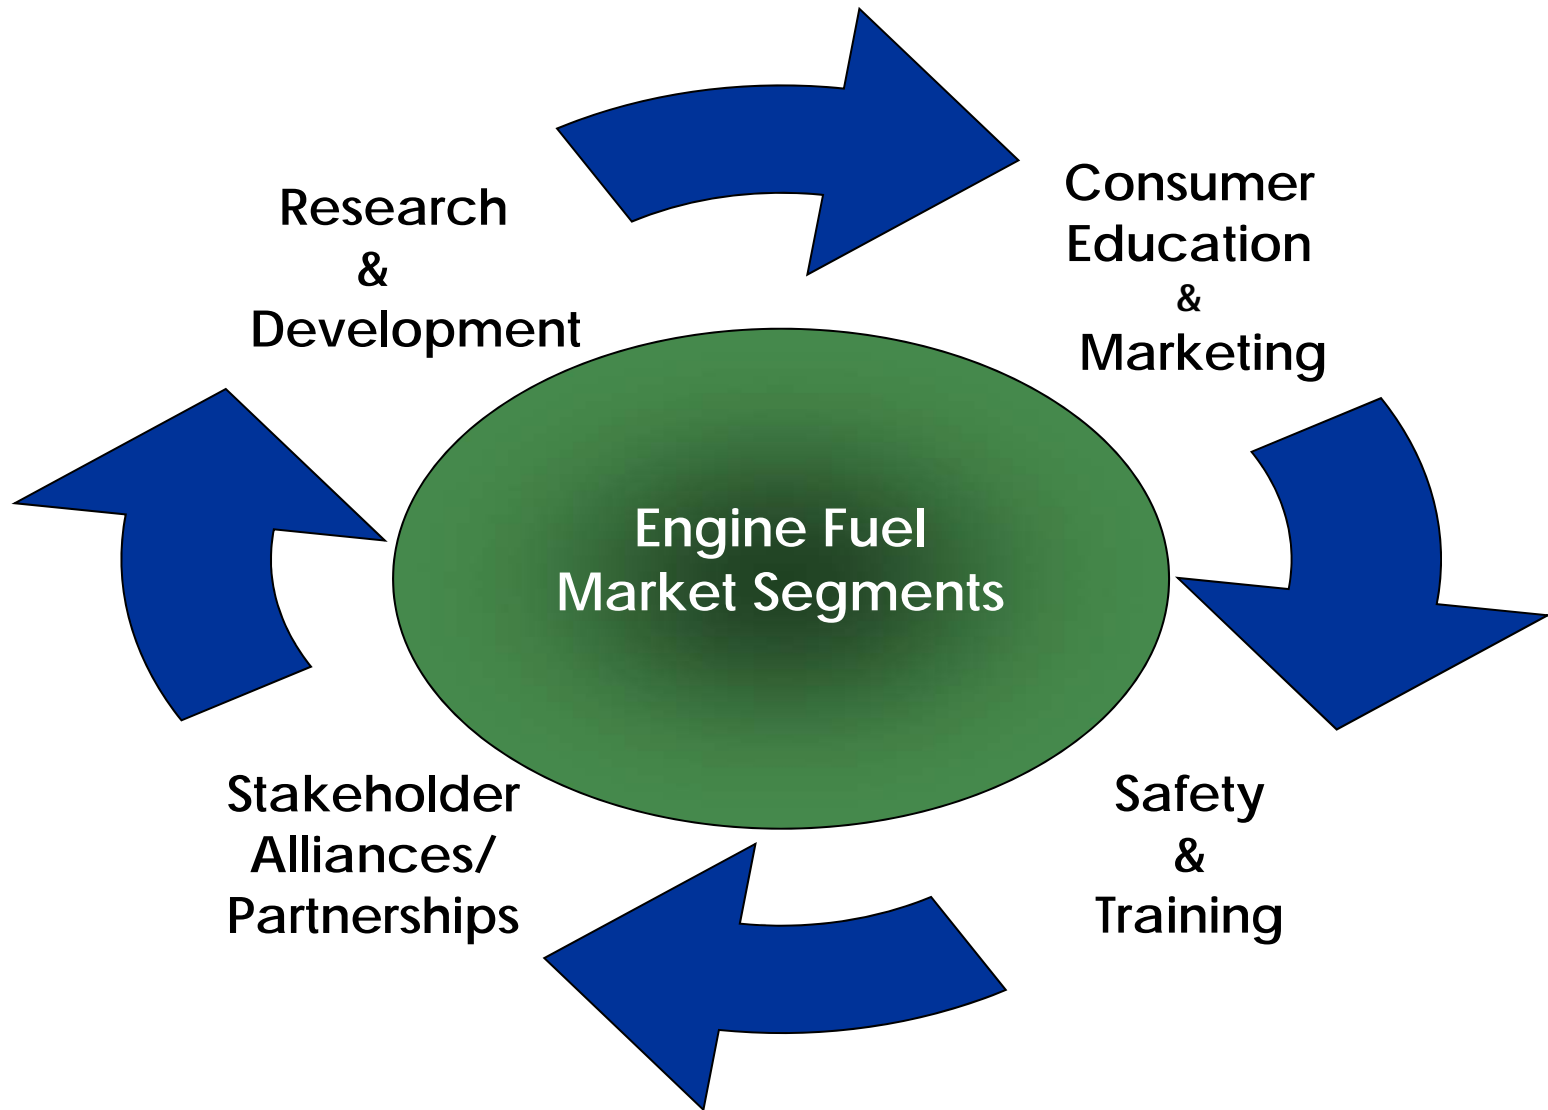 Research
&
Development
Consumer
Education
&
Marketing
Engine Fuel
Market Segments
Stakeholder
Alliances/
Partnerships
Safety
&
Training